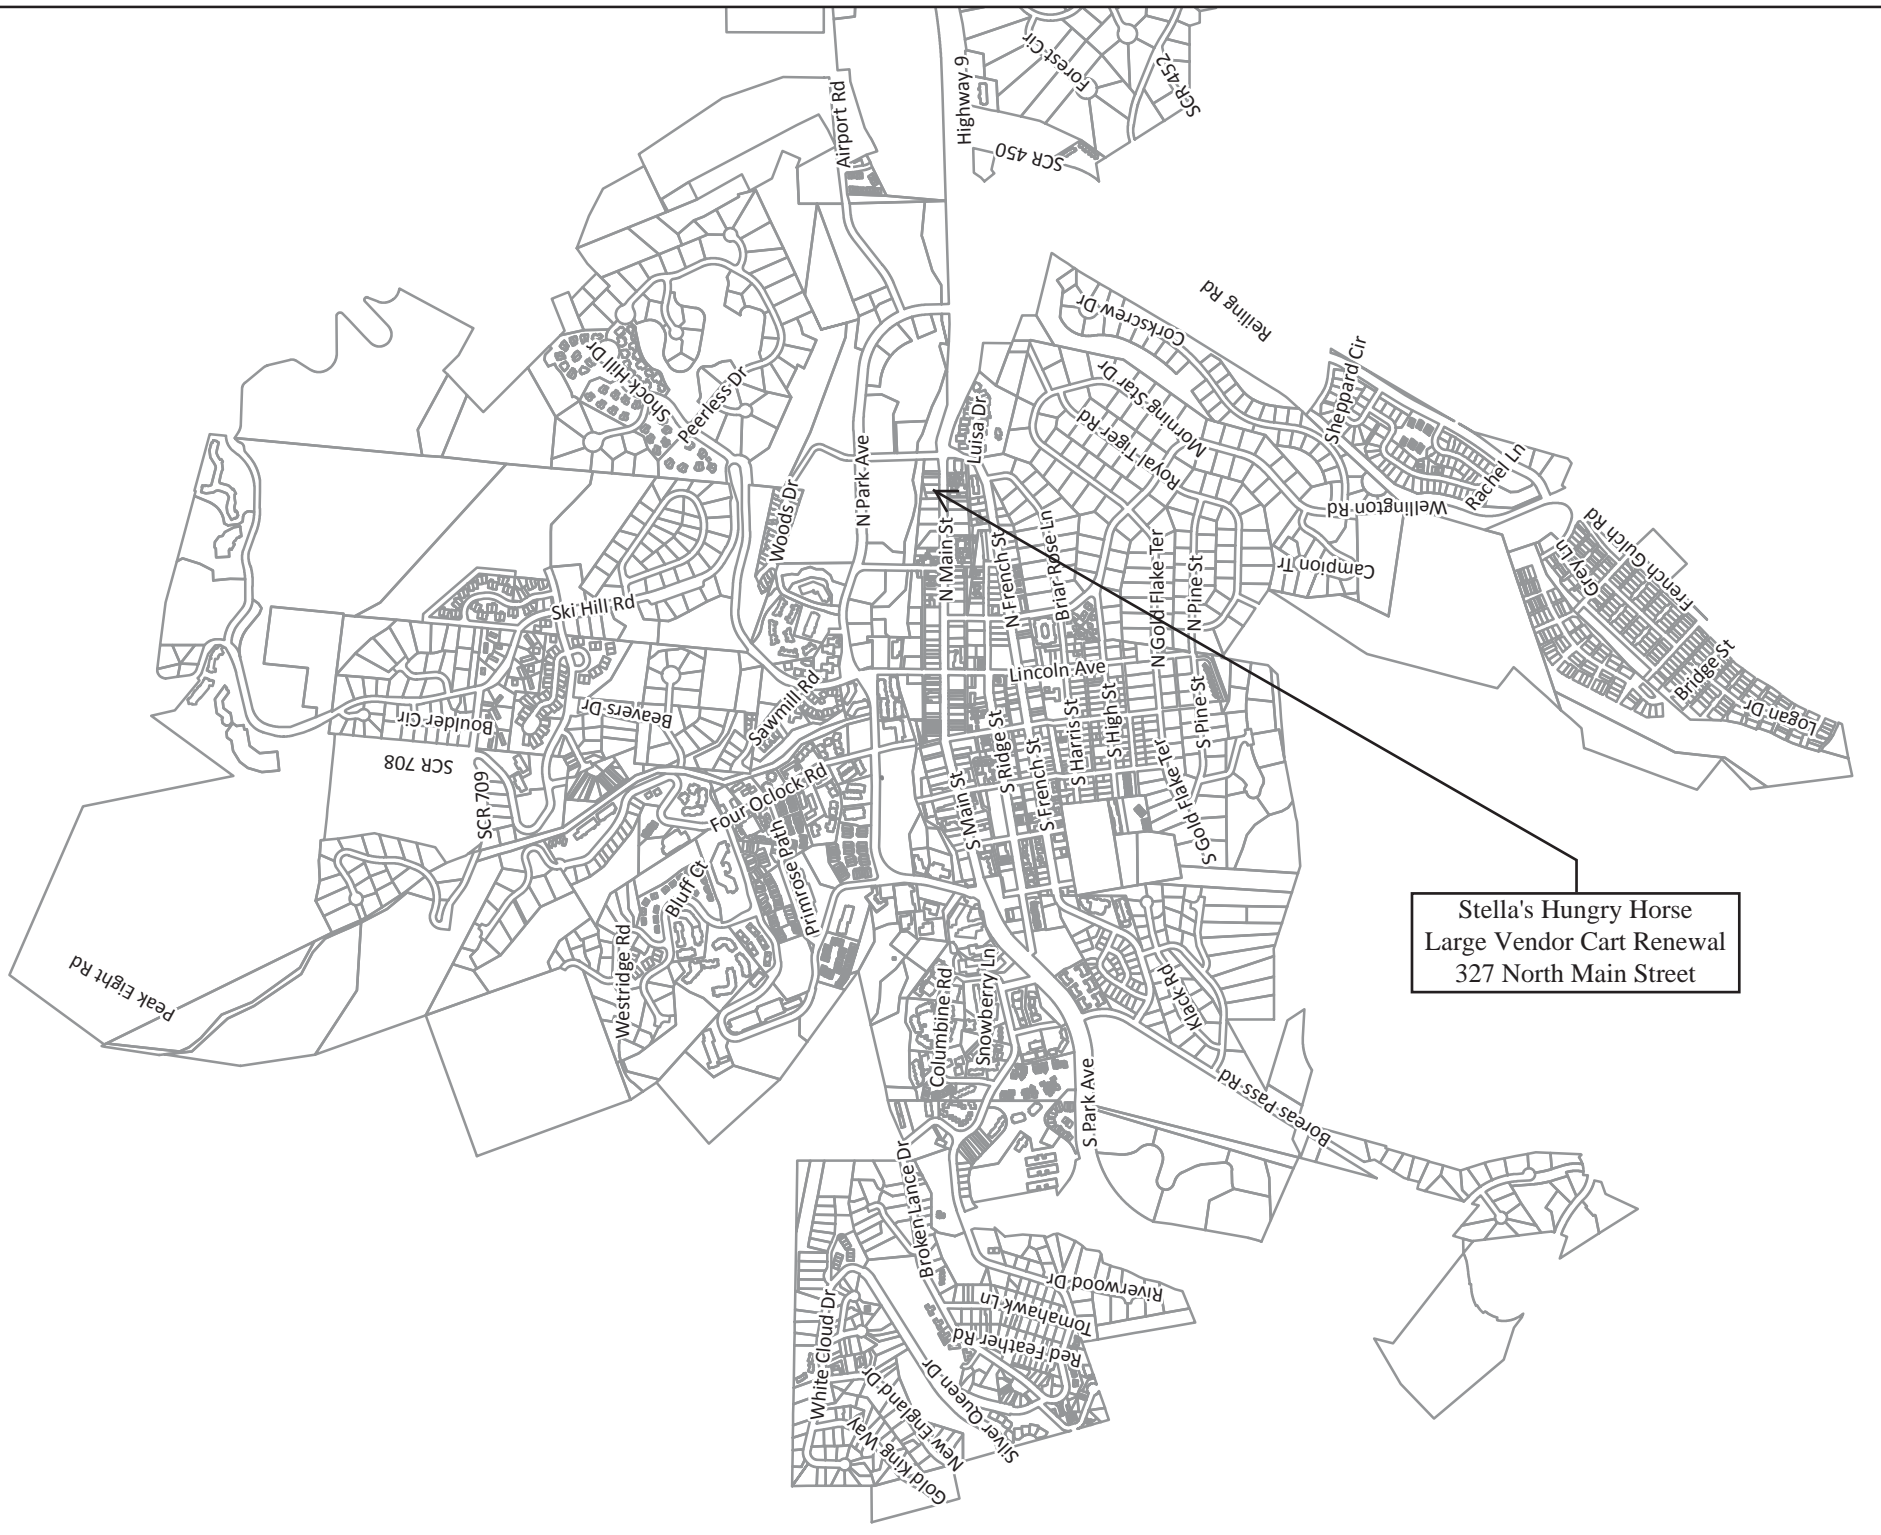 Forest Cir
Highway 9
SCR 452
Airport Rd
SCR 450
Reiling Rd
Corkscrew Dr
Shock Hill Dr
Peerless Dr
Morning Star Dr
Sheppard Cir
Luisa Dr
Royal Tiger Rd
N Park Ave
Rachel Ln
Woods Dr
Wellington Rd
N Main St
N French St
Briar Rose Ln
N Gold Flake Ter
N Pine St
Campion Tr
Grey Ln
French Gulch Rd
Ski Hill Rd
Lincoln Ave
Bridge St
Logan Dr
Boulder Cir
Beavers Dr
Sawmill Rd
S Ridge St
S Harris St
S High St
S Pine St
SCR 708
SCR 709
Four Oclock Rd
S Main St
S French St
S Gold Flake Ter
Primrose Path
Bluff Ct
Stella's Hungry Horse
Large Vendor Cart Renewal
327 North Main Street
Peak Eight Rd
Westridge Rd
Columbine Rd
Snowberry Ln
Klack Rd
S Park Ave
Boreas Pass Rd
Broken Lance Dr
Riverwood Dr
Tomahawk Ln
Red Feather Rd
White Cloud Dr
New England Dr
Silver Queen Dr
Gold King Way